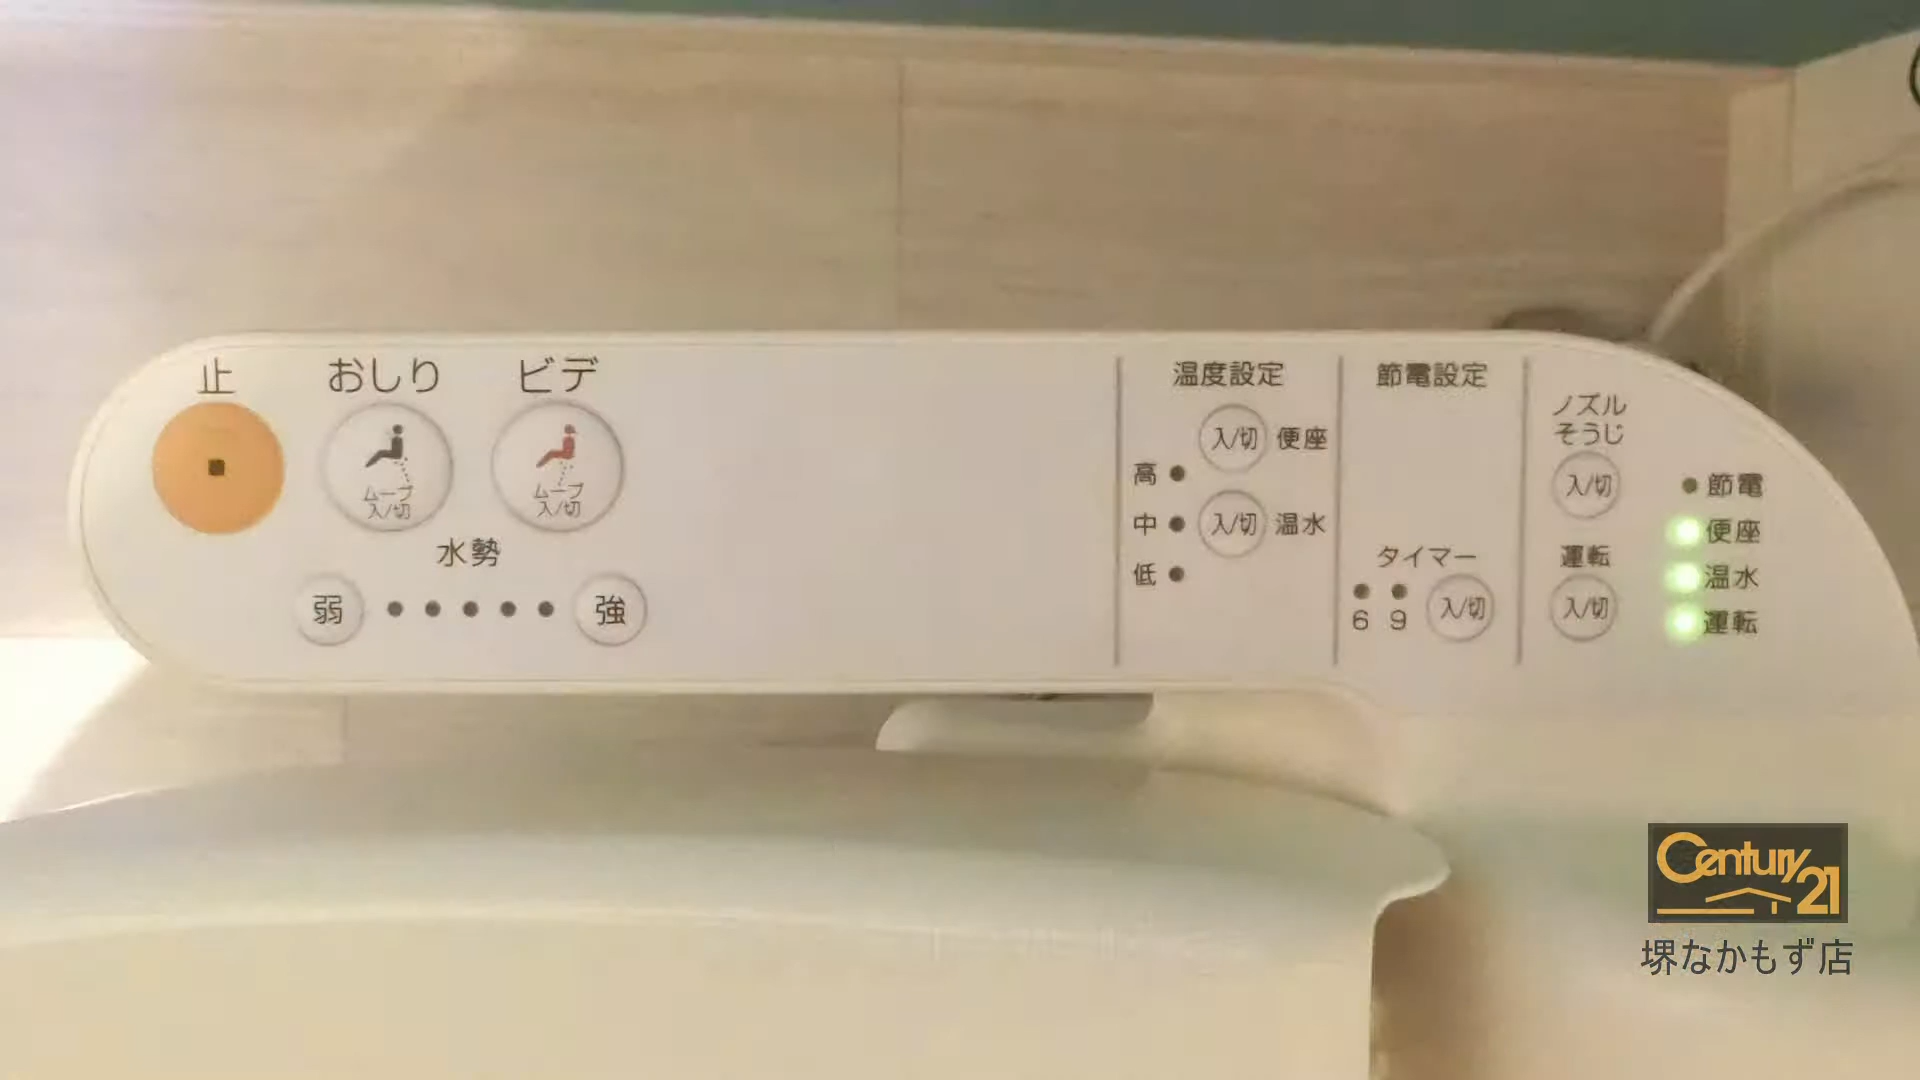 止
おしり
ビデ
ムーブ
入/切
ムーブ
入/切
水勢
弱
強
温度設定
入/切 便座
高
中 入/切 温水
低
節電設定
タイマー
6 9 入/切
ノズル
そうじ
入/切
運転
入/切
節電
便座
温水
運転
Century 21
堺なかもず店